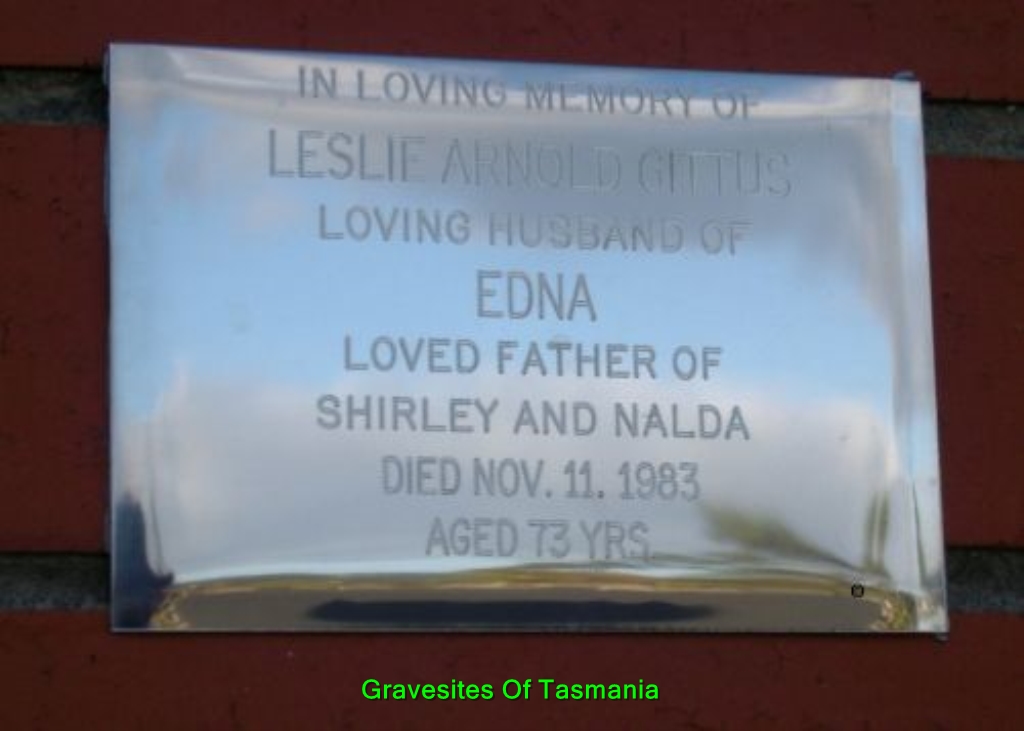 IN LOVING MEMORY OF
LESLIE ARNOLD GITTUS
LOVING HUSBAND OF
EDNA
LOVED FATHER OF
SHIRLEY AND NALDA
DIED NOV. 11. 1983
AGED 73 YRS.
Gravesites Of Tasmania